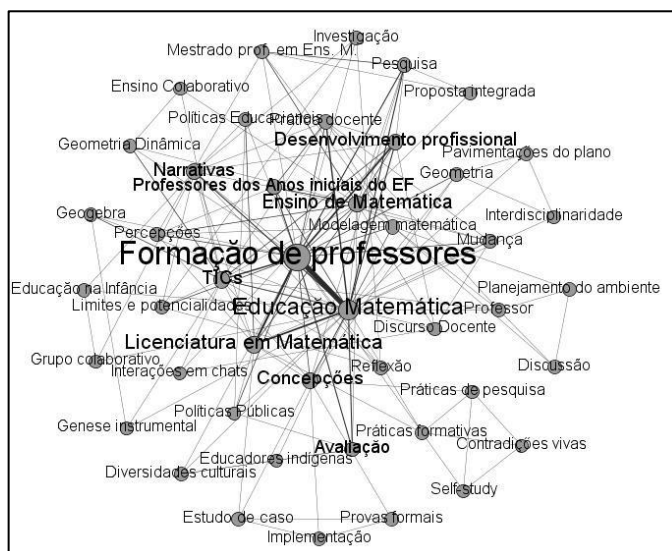 Investigação
Mestrado prof. em Ens. M.
Pesquisa
Ensino Colaborativo
Proposta integrada
Políticas Educacionais
Prática docente
Desenvolvimento profissional
Geometria Dinâmica
Pavimentações do plano
Narrativas
Geometria
Professores dos Anos iniciais do EF
Ensino de Matemática
Geogebra
Interdisciplinaridade
Modelagem matemática
Percepções
Mudança
Formação de professores
TICs
Educação na Infância
Planejamento do ambiente
Limites e potencialidades
Educação Matemática
Professor
Discurso Docente
Licenciatura em Matemática
Grupo colaborativo
Interações em chats
Reflexão
Discussão
Concepções
Práticas de pesquisa
Políticas Públicas
Genese instrumental
Práticas formativas
Avaliação
Contradições vivas
Educadores indígenas
Diversidades culturais
Self-study
Estudo de caso
Provas formais
Implementação